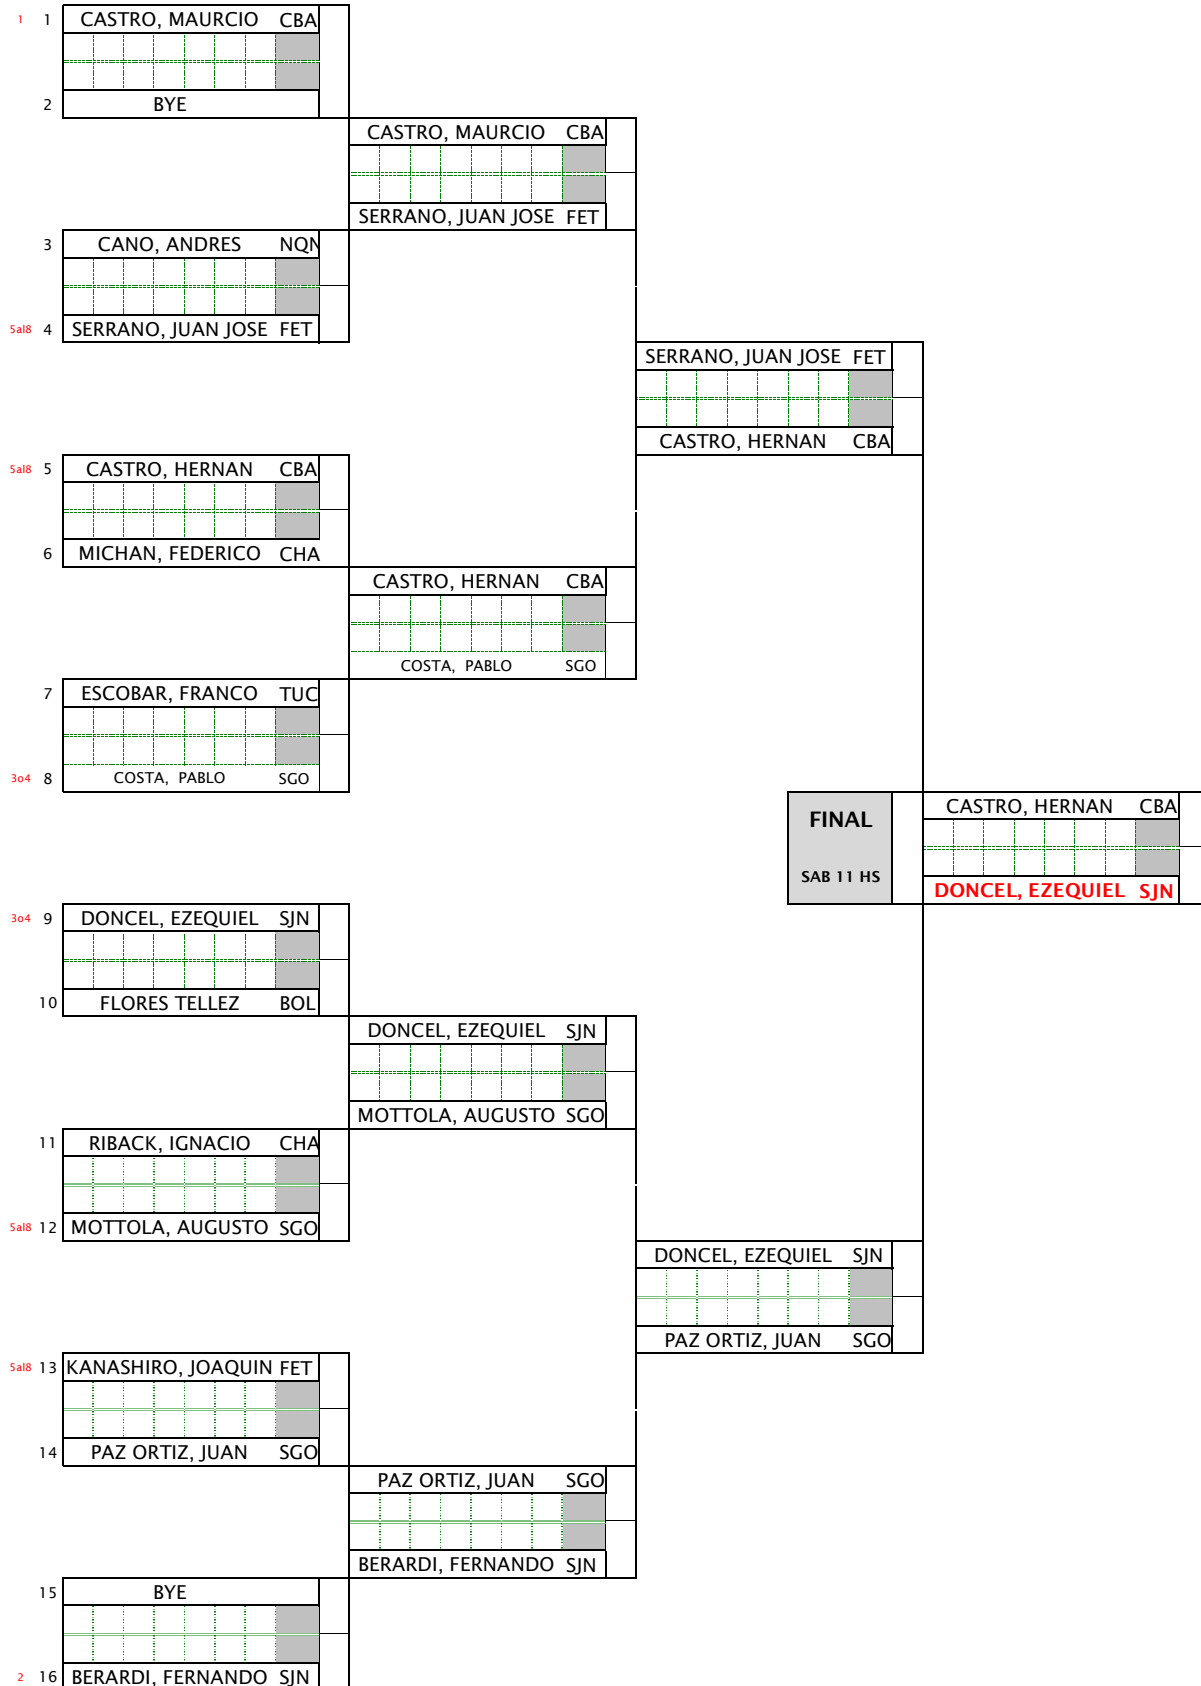 1 1 CASTRO, MAURCIO CBA
2 BYE
CASTRO, MAURCIO CBA
SERRANO, JUAN JOSE FET
3 CANO, ANDRES NQN
5al8 4 SERRANO, JUAN JOSE FET
SERRANO, JUAN JOSE FET
CASTRO, HERNAN CBA
5al8 5 CASTRO, HERNAN CBA
6 MICHAN, FEDERICO CHA
CASTRO, HERNAN CBA
COSTA, PABLO SGO
7 ESCOBAR, FRANCO TUC
3o4 8 COSTA, PABLO SGO
FINAL
SAB 11 HS
CASTRO, HERNAN CBA
DONCEL, EZEQUIEL SJN
3o4 9 DONCEL, EZEQUIEL SJN
10 FLORES TELLEZ BOL
DONCEL, EZEQUIEL SJN
MOTTOLA, AUGUSTO SGO
11 RIBACK, IGNACIO CHA
5al8 12 MOTTOLA, AUGUSTO SGO
DONCEL, EZEQUIEL SJN
PAZ ORTIZ, JUAN SGO
5al8 13 KANASHIRO, JOAQUIN FET
14 PAZ ORTIZ, JUAN SGO
PAZ ORTIZ, JUAN SGO
BERARDI, FERNANDO SJN
15 BYE
2 16 BERARDI, FERNANDO SJN